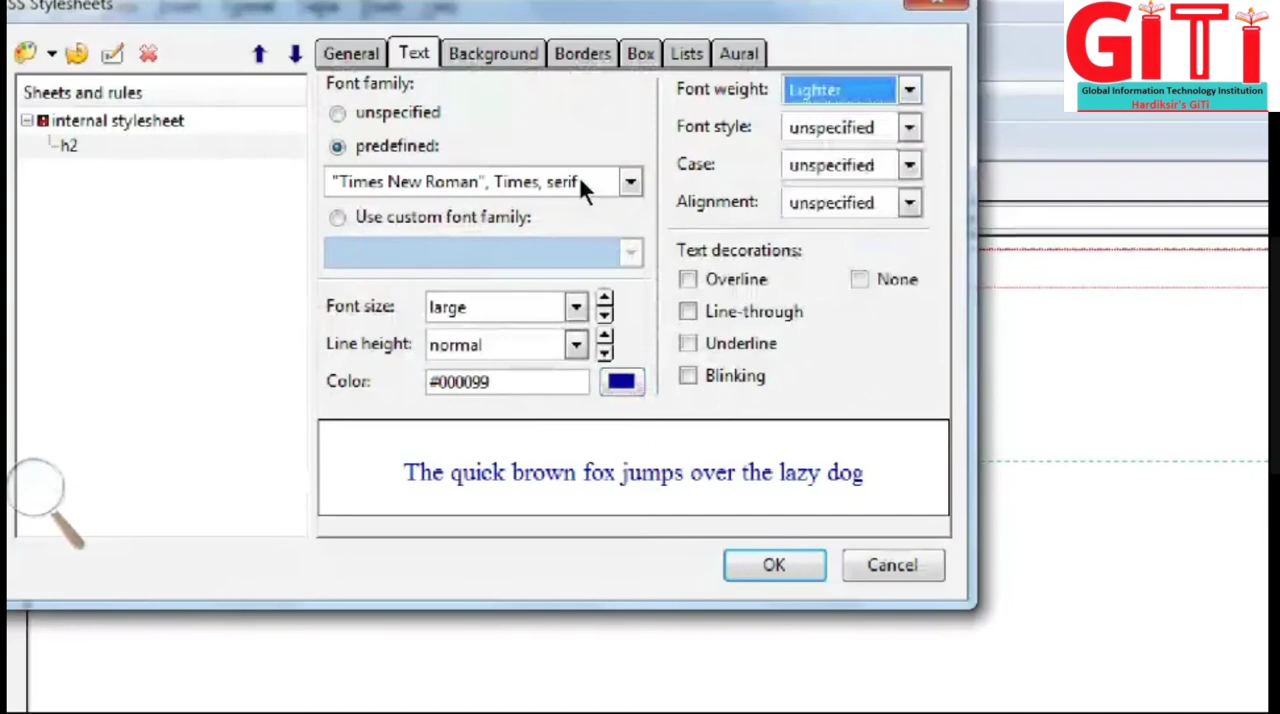 SS Stylesheets
GiTi
Global Information Technology Institution
Hardiksir's GiTi
General Text Background Borders Box Lists Aural
Sheets and rules
internal stylesheet
h2
Font family:
unspecified
predefined:
"Times New Roman", Times, serif
Use custom font family:
Font size: large
Line height: normal
Color: #000099
Font weight: Lighter
Font style: unspecified
Case: unspecified
Alignment: unspecified
Text decorations:
Overline None
Line-through
Underline
Blinking
The quick brown fox jumps over the lazy dog
OK Cancel